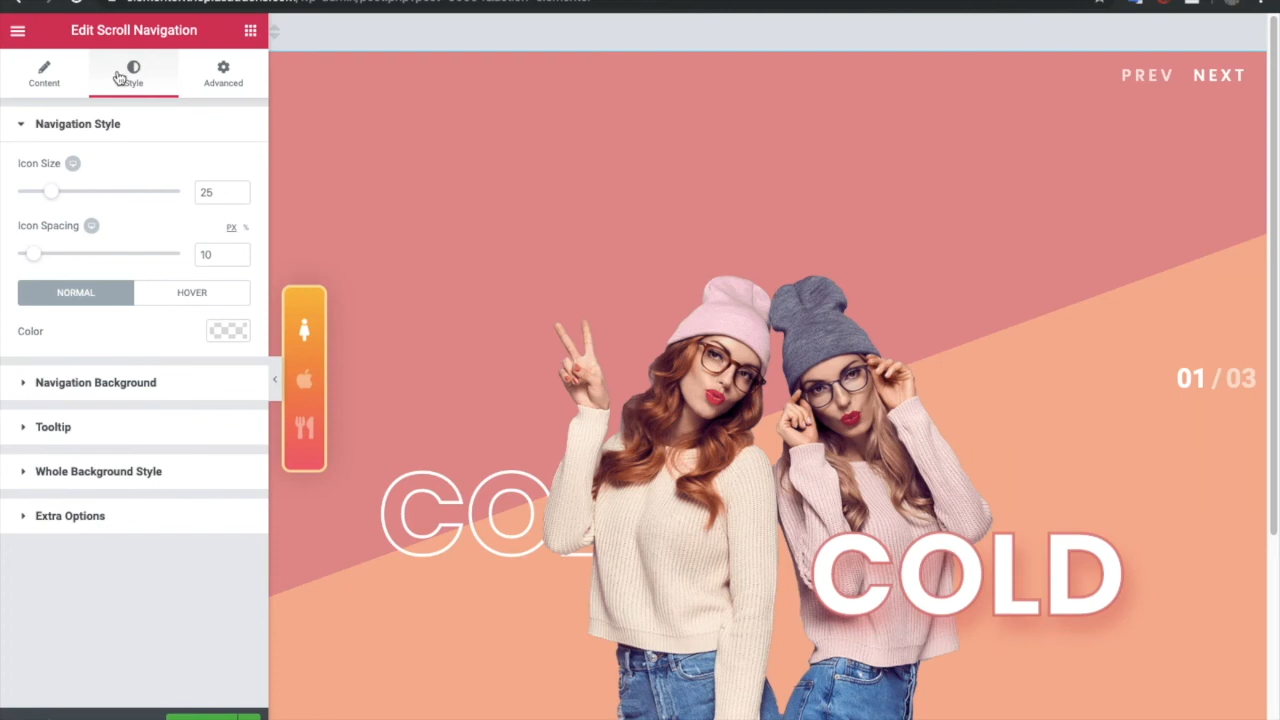 Edit Scroll Navigation
PREV NEXT
Content
Style
Advanced
Navigation Style
Icon Size
25
Icon Spacing
PX %
10
NORMAL
HOVER
Color
Navigation Background
01 / 03
Tooltip
Whole Background Style
Extra Options
COLD